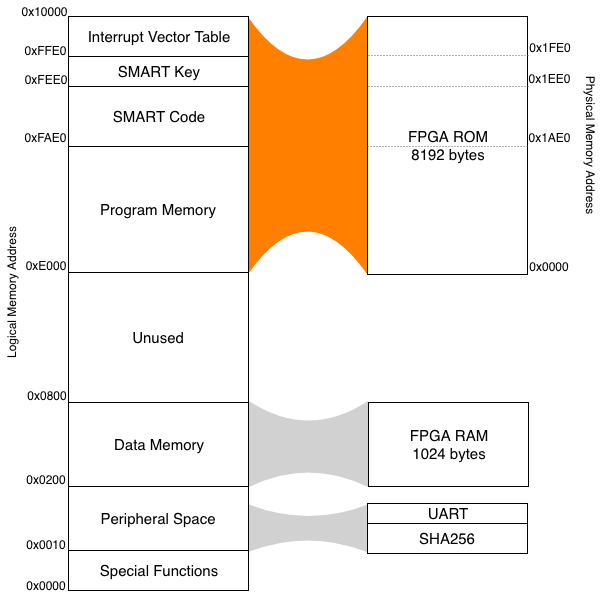 0x10000
Interrupt Vector Table
0xFFE0
SMART Key
0xFEE0
SMART Code
0xFAE0
Program Memory
0xE000
Unused
0x0800
Data Memory
0x0200
Peripheral Space
0x0010
Special Functions
0x0000
Logical Memory Address
0x1FE0
0x1EE0
FPGA ROM
8192 bytes
0x1AE0
0x0000
Physical Memory Address
FPGA RAM
1024 bytes
UART
SHA256